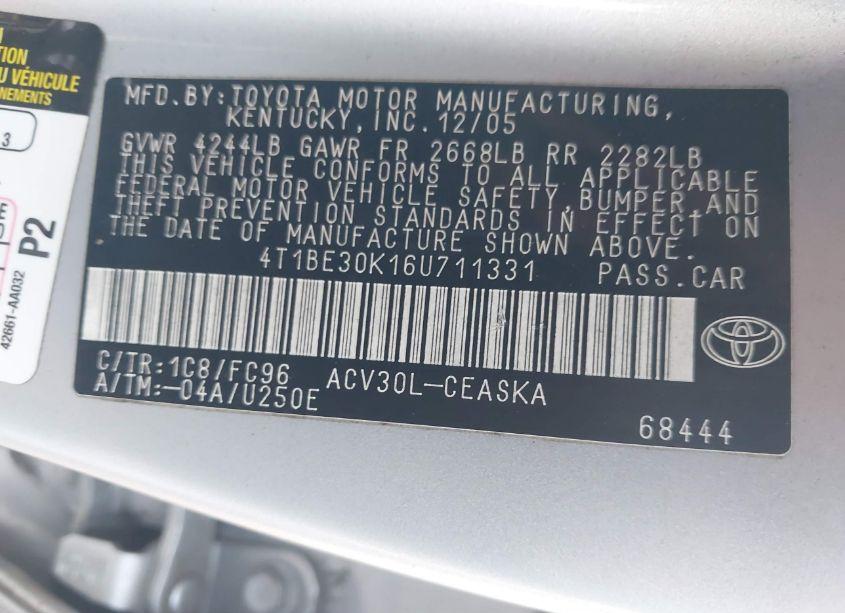 TION
U VÉHICULE
NEMENTS
3
P2
42661-AA032
MFD.BY:TOYOTA MOTOR MANUFACTURING,
KENTUCKY,INC.12/05
GVWR 4244LB GAWR FR 2668LB RR 2282LB
THIS VEHICLE CONFORMS TO ALL APPLICABLE
FEDERAL MOTOR VEHICLE SAFETY,BUMPER,AND
THEFT PREVENTION STANDARDS IN EFFECT ON
THE DATE OF MANUFACTURE SHOWN ABOVE.
4T1BE30K16U711331 PASS.CAR
C/TR:1C8/FC96 ACV30L-CEASKA
A/TM:-04A/U250E
68444